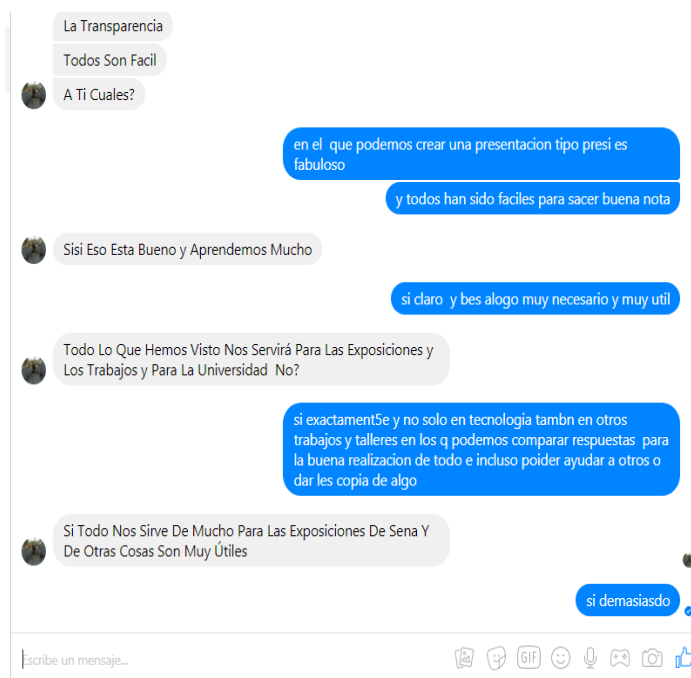 La Transparencia
Todos Son Facil
A Ti Cuales?
en el que podemos crear una presentacion tipo presi es
fabuloso
y todos han sido faciles para sacer buena nota
Sisi Eso Esta Bueno y Aprendemos Mucho
si claro y bes alogo muy necesario y muy util
Todo Lo Que Hemos Visto Nos Servirá Para Las Exposiciones y
Los Trabajos y Para La Universidad No?
si exactament5e y no solo en tecnologia tambn en otros
trabajos y talleres en los q podemos comparar respuestas para
la buena realizacion de todo e incluso poider ayudar a otros o
dar les copia de algo
Si Todo Nos Sirve De Mucho Para Las Exposiciones De Sena Y
De Otras Cosas Son Muy Útiles
si demasiasdo
Escribe un mensaje...
GIF